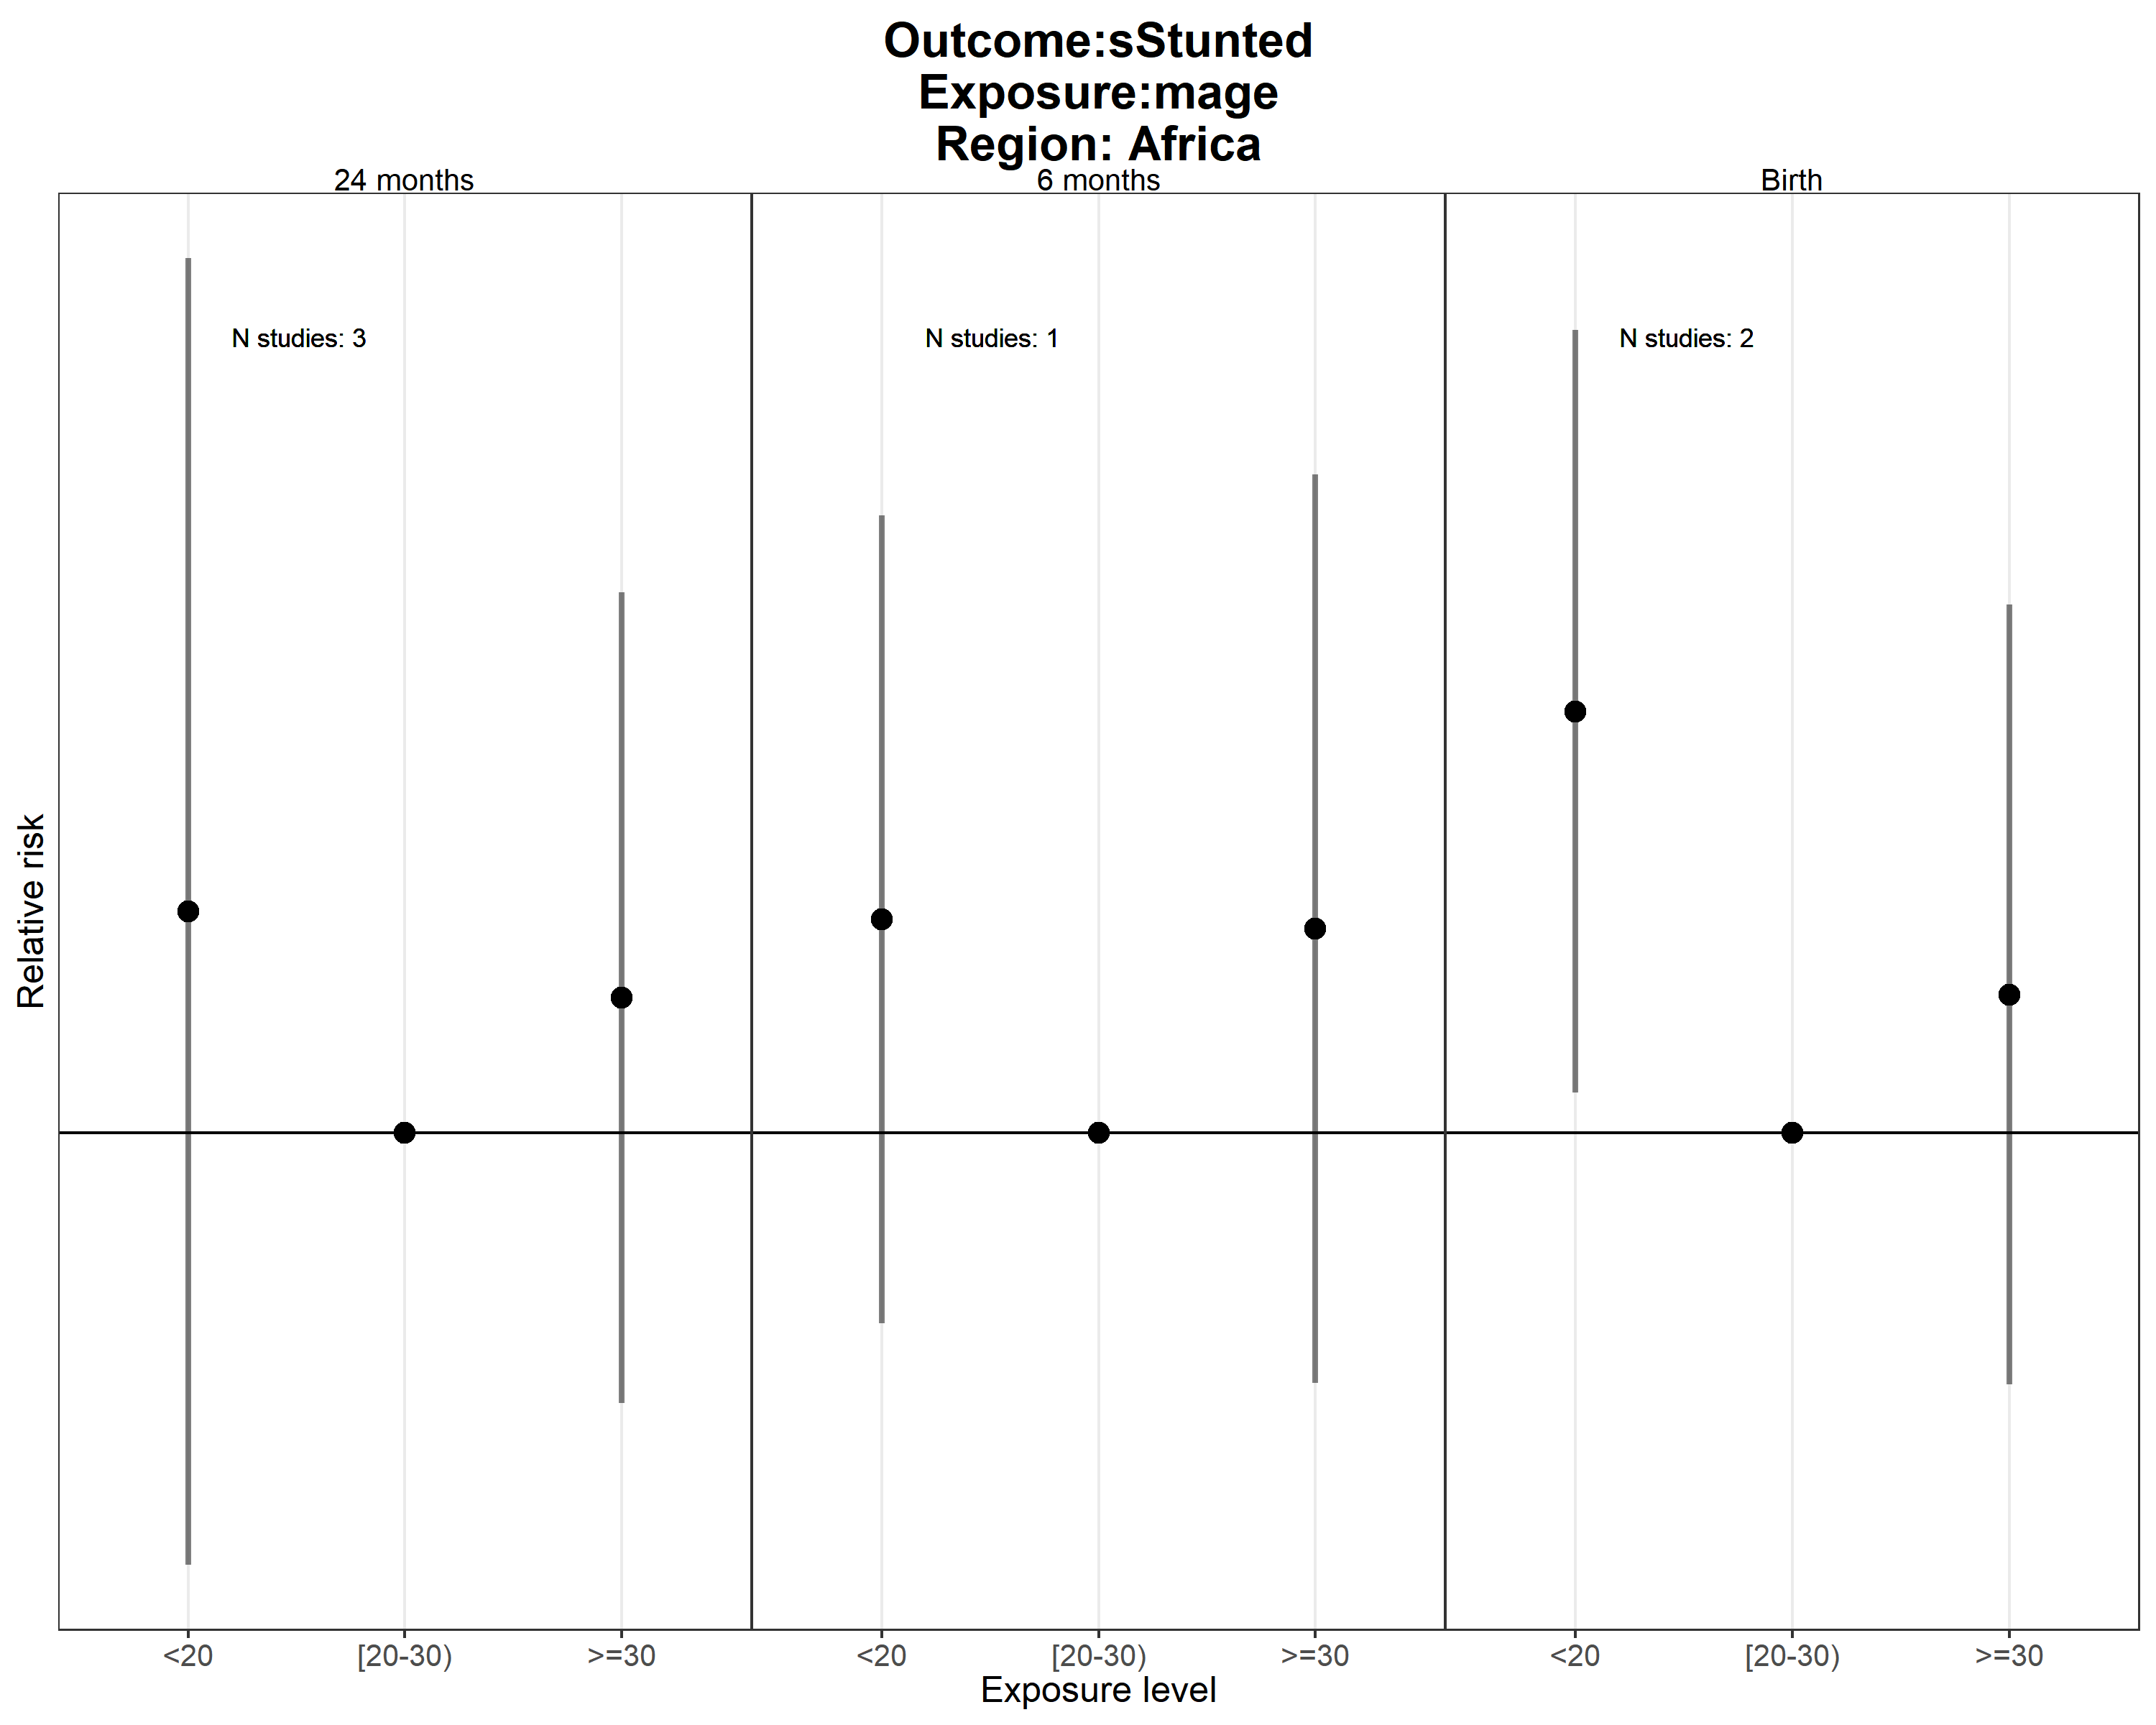 Outcome:sStunted
Exposure:mage
Region: Africa
24 months 6 months Birth
N studies: 3 N studies: 1 N studies: 2
Relative risk
<20 [20-30) >=30 <20 [20-30) >=30 <20 [20-30) >=30
Exposure level